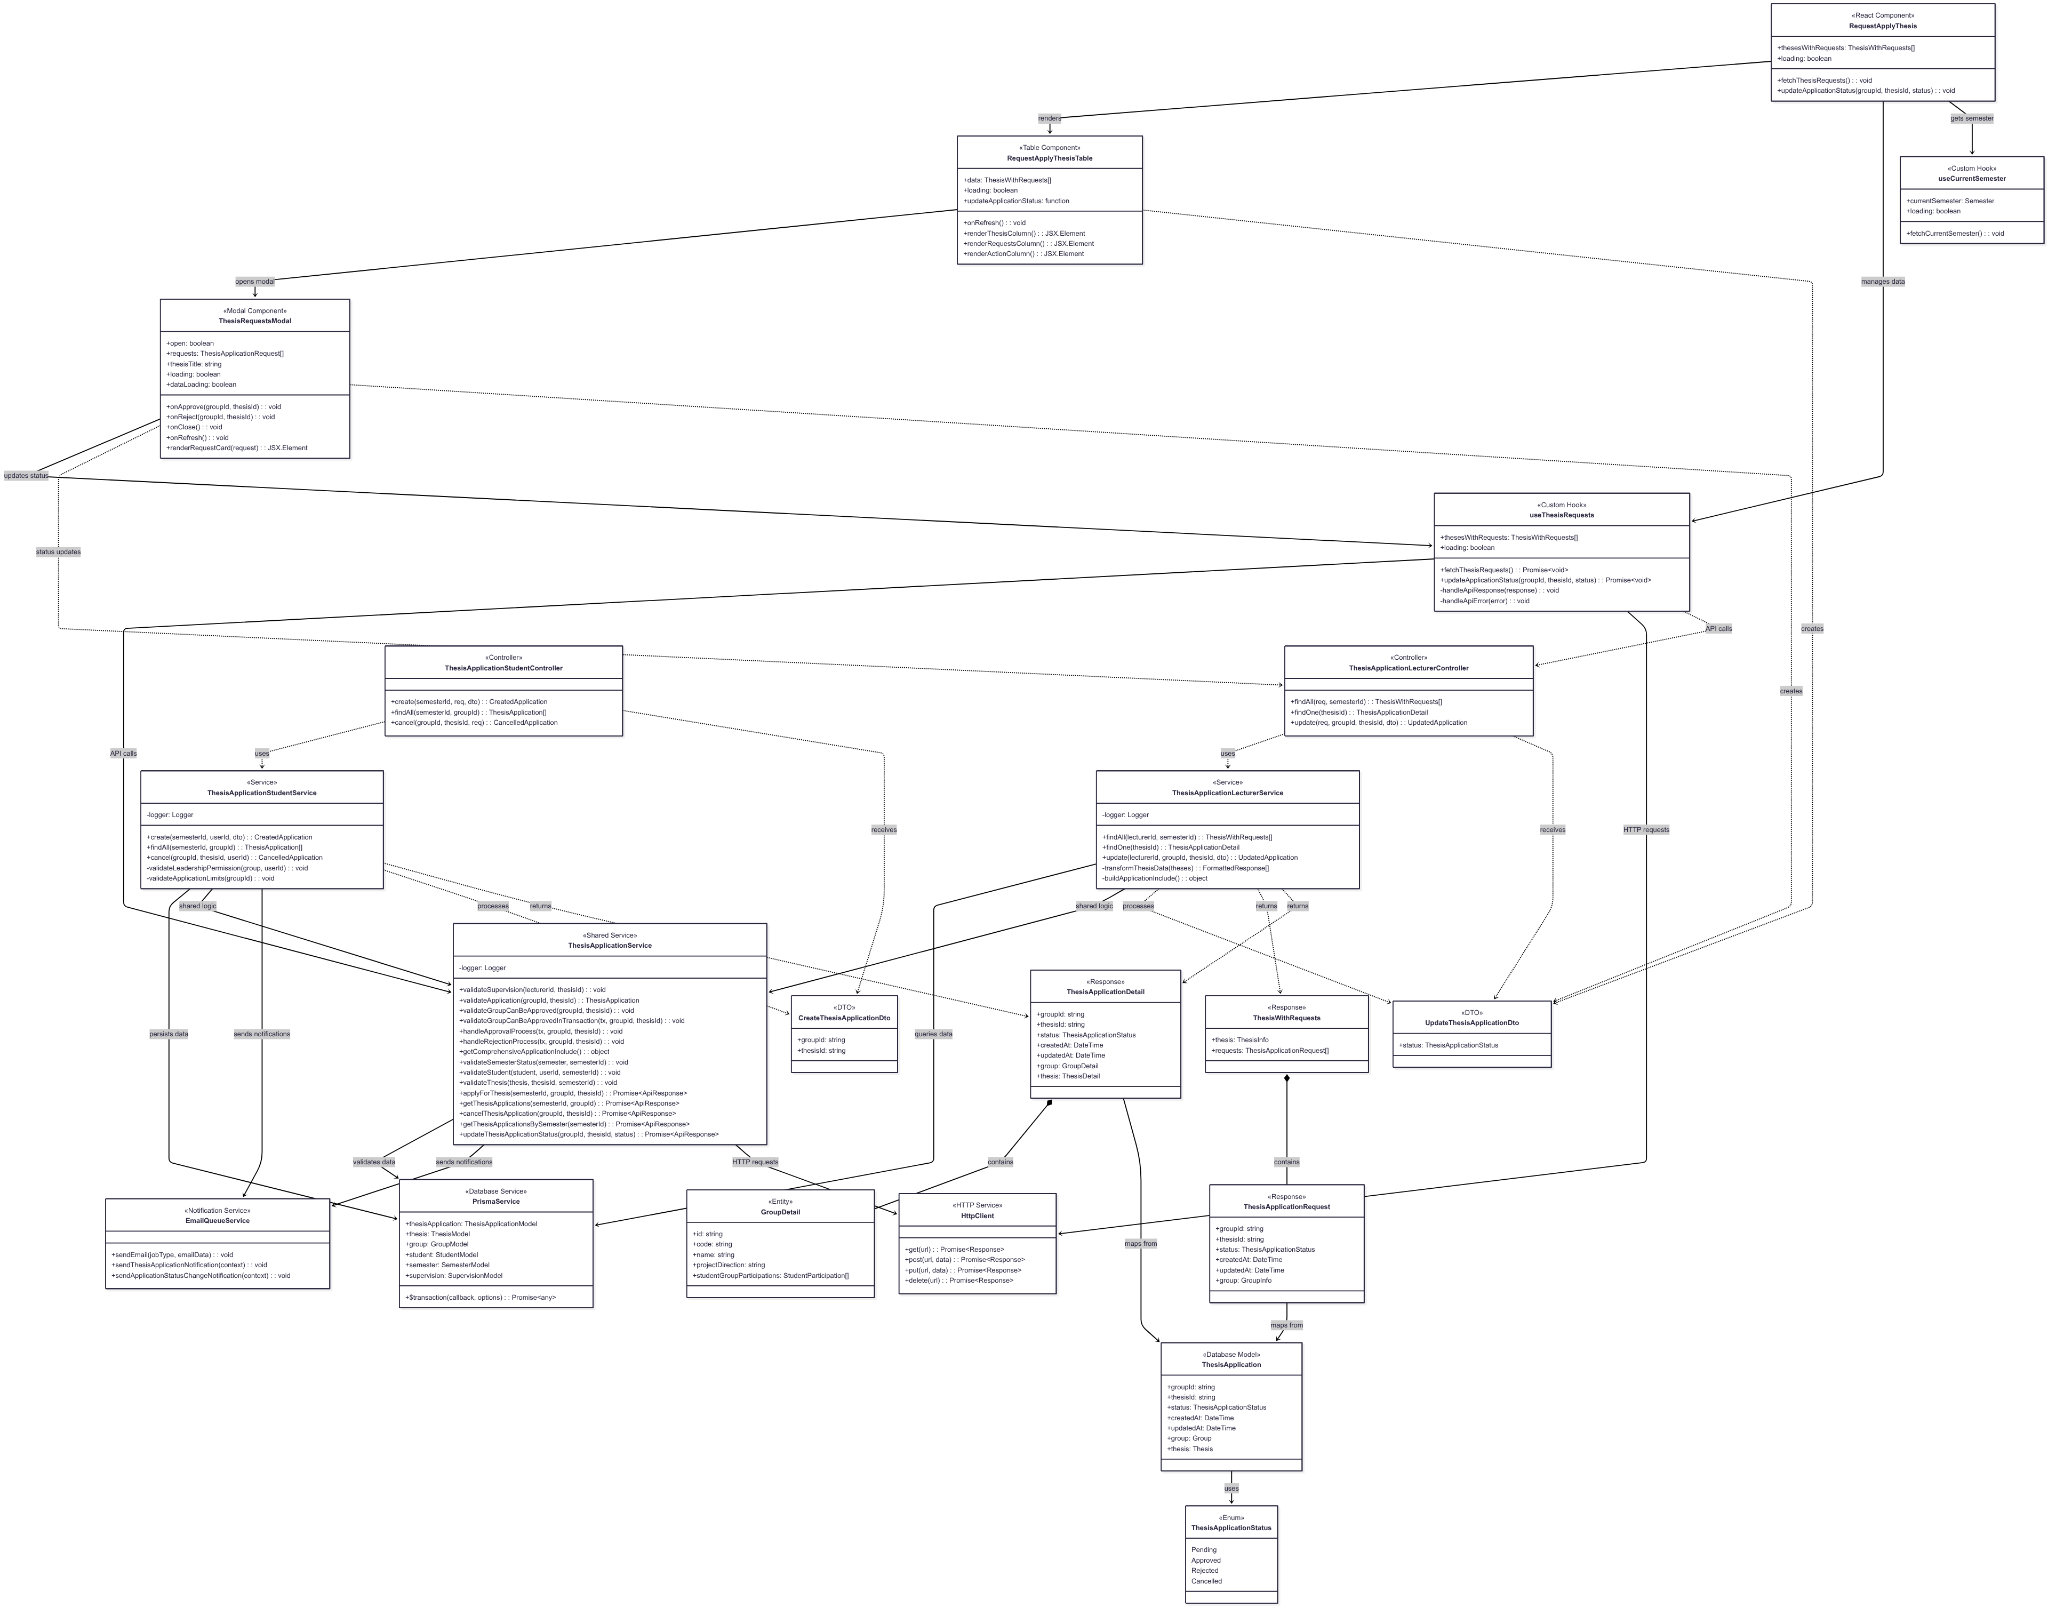 «React Component»
RequestApplyThesis
+thesesWithRequests: ThesisWithRequests[]
+loading: boolean
+fetchThesisRequests() : : void
+updateApplicationStatus(groupId, thesisId, status) : : void
renders
gets semester
«Table Component»
RequestApplyThesisTable
+data: ThesisWithRequests[]
+loading: boolean
+updateApplicationStatus: function
+onRefresh() : : void
+renderThesisColumn() : : JSX.Element
+renderRequestsColumn() : : JSX.Element
+renderActionColumn() : : JSX.Element
«Custom Hook»
useCurrentSemester
+currentSemester: Semester
+loading: boolean
+fetchCurrentSemester() : : void
opens modal
manages data
«Modal Component»
ThesisRequestsModal
+open: boolean
+requests: ThesisApplicationRequest[]
+thesisTitle: string
+loading: boolean
+dataLoading: boolean
+onApprove(groupId, thesisId) : : void
+onReject(groupId, thesisId) : : void
+onClose() : : void
+onRefresh() : : void
+renderRequestCard(request) : : JSX.Element
updates status
«Custom Hook»
useThesisRequests
+thesesWithRequests: ThesisWithRequests[]
+loading: boolean
+fetchThesisRequests() : : Promise<void>
+updateApplicationStatus(groupId, thesisId, status) : : Promise<void>
-handleApiResponse(response) : : void
-handleApiError(error) : : void
status updates
API calls
creates
«Controller»
ThesisApplicationStudentController
+create(semesterId, req, dto) : : CreatedApplication
+findAll(semesterId, groupId) : : ThesisApplication[]
+cancel(groupId, thesisId, req) : : CancelledApplication
«Controller»
ThesisApplicationLecturerController
+findAll(req, semesterId) : : ThesisWithRequests[]
+findOne(thesisId) : : ThesisApplicationDetail
+update(req, groupId, thesisId, dto) : : UpdatedApplication
creates
API calls
uses
uses
«Service»
ThesisApplicationStudentService
-logger: Logger
+create(semesterId, userId, dto) : : CreatedApplication
+findAll(semesterId, groupId) : : ThesisApplication[]
+cancel(groupId, thesisId, userId) : : CancelledApplication
-validateLeadershipPermission(group, userId) : : void
-validateApplicationLimits(groupId) : : void
receives
«Service»
ThesisApplicationLecturerService
-logger: Logger
+findAll(lecturerId, semesterId) : : ThesisWithRequests[]
+findOne(thesisId) : : ThesisApplicationDetail
+update(lecturerId, groupId, thesisId, dto) : : UpdatedApplication
-transformThesisData(theses) : : FormattedResponse[]
-buildApplicationInclude() : : object
receives
HTTP requests
shared logic
processes
returns
shared logic
processes
returns
returns
«Shared Service»
ThesisApplicationService
-logger: Logger
+validateSupervision(lecturerId, thesisId) : : void
+validateApplication(groupId, thesisId) : : ThesisApplication
+validateGroupCanBeApproved(groupId, thesisId) : : void
+validateGroupCanBeApprovedInTransaction(tx, groupId, thesisId) : : void
+handleApprovalProcess(tx, groupId, thesisId) : : void
+handleRejectionProcess(tx, groupId, thesisId) : : void
+getComprehensiveApplicationInclude() : : object
+validateSemesterStatus(semester, semesterId) : : void
+validateStudent(student, userId, semesterId) : : void
+validateThesis(thesis, thesisId, semesterId) : : void
+applyForThesis(semesterId, groupId, thesisId) : : Promise<ApiResponse>
+getThesisApplications(semesterId, groupId) : : Promise<ApiResponse>
+cancelThesisApplication(groupId, thesisId) : : Promise<ApiResponse>
+getThesisApplicationsBySemester(semesterId) : : Promise<ApiResponse>
+updateThesisApplicationStatus(groupId, thesisId, status) : : Promise<ApiResponse>
«DTO»
CreateThesisApplicationDto
+groupId: string
+thesisId: string
«Response»
ThesisApplicationDetail
+groupId: string
+thesisId: string
+status: ThesisApplicationStatus
+createdAt: DateTime
+updatedAt: DateTime
+group: GroupDetail
+thesis: ThesisDetail
«Response»
ThesisWithRequests
+thesis: ThesisInfo
+requests: ThesisApplicationRequest[]
«DTO»
UpdateThesisApplicationDto
+status: ThesisApplicationStatus
persists data
sends notifications
queries data
validates data
sends notifications
HTTP requests
contains
contains
«Notification Service»
EmailQueueService
+sendEmail(jobType, emailData) : : void
+sendThesisApplicationNotification(context) : : void
+sendApplicationStatusChangeNotification(context) : : void
«Database Service»
PrismaService
+thesisApplication: ThesisApplicationModel
+thesis: ThesisModel
+group: GroupModel
+student: StudentModel
+semester: SemesterModel
+supervision: SupervisionModel
+$transaction(callback, options) : : Promise<any>
«Entity»
GroupDetail
+id: string
+code: string
+name: string
+projectDirection: string
+studentGroupParticipations: StudentParticipation[]
«HTTP Service»
HttpClient
+get(url) : : Promise<Response>
+post(url, data) : : Promise<Response>
+put(url, data) : : Promise<Response>
+delete(url) : : Promise<Response>
maps from
«Response»
ThesisApplicationRequest
+groupId: string
+thesisId: string
+status: ThesisApplicationStatus
+createdAt: DateTime
+updatedAt: DateTime
+group: GroupInfo
maps from
«Database Model»
ThesisApplication
+groupId: string
+thesisId: string
+status: ThesisApplicationStatus
+createdAt: DateTime
+updatedAt: DateTime
+group: Group
+thesis: Thesis
uses
«Enum»
ThesisApplicationStatus
Pending
Approved
Rejected
Cancelled